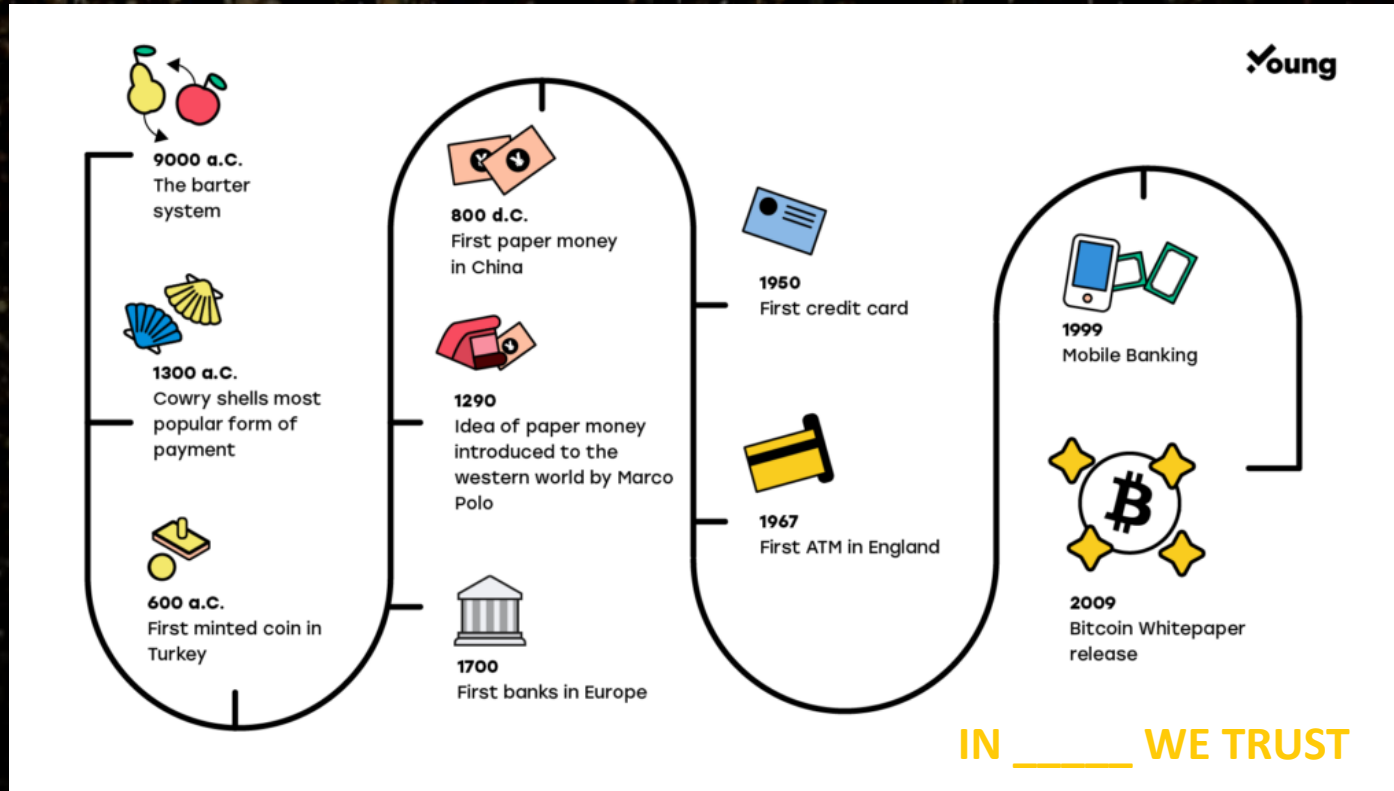 Young
9000 a.C.
The barter
system
1300 a.C.
Cowry shells most
popular form of
payment
600 a.C.
First minted coin in
Turkey
800 d.C.
First paper money
in China
1290
Idea of paper money
introduced to the
western world by Marco
Polo
1700
First banks in Europe
1950
First credit card
1967
First ATM in England
1999
Mobile Banking
2009
Bitcoin Whitepaper
release
IN _____ WE TRUST